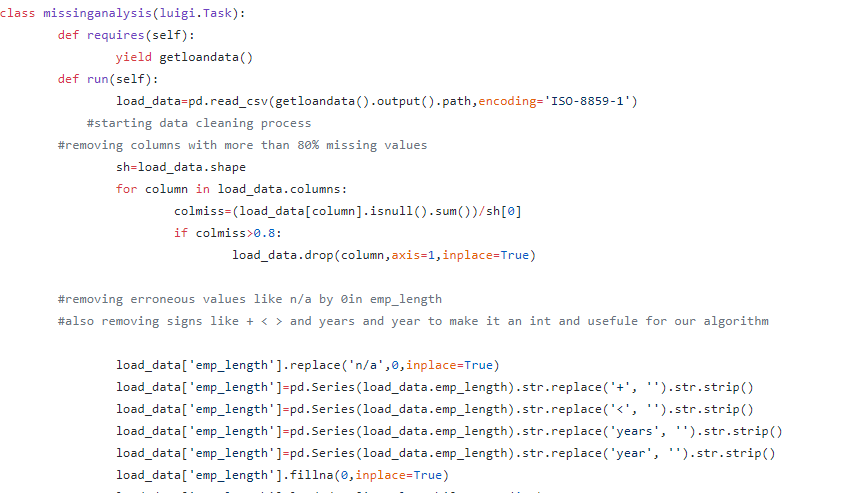 class missinganalysis(luigi.Task):
def requires(self):
yield getloandata()
def run(self):
load_data=pd.read_csv(getloandata().output().path,encoding='ISO-8859-1')
#starting data cleaning process
#removing columns with more than 80% missing values
sh=load_data.shape
for column in load_data.columns:
colmiss=(load_data[column].isnull().sum())/sh[0]
if colmiss>0.8:
load_data.drop(column,axis=1,inplace=True)
#removing erroneous values like n/a by 0in emp_length
#also removing signs like + < > and years and year to make it an int and usefule for our algorithm
load_data['emp_length'].replace('n/a',0,inplace=True)
load_data['emp_length']=pd.Series(load_data.emp_length).str.replace('+', '').str.strip()
load_data['emp_length']=pd.Series(load_data.emp_length).str.replace('<', '').str.strip()
load_data['emp_length']=pd.Series(load_data.emp_length).str.replace('years', '').str.strip()
load_data['emp_length']=pd.Series(load_data.emp_length).str.replace('year', '').str.strip()
load_data['emp_length'].fillna(0,inplace=True)